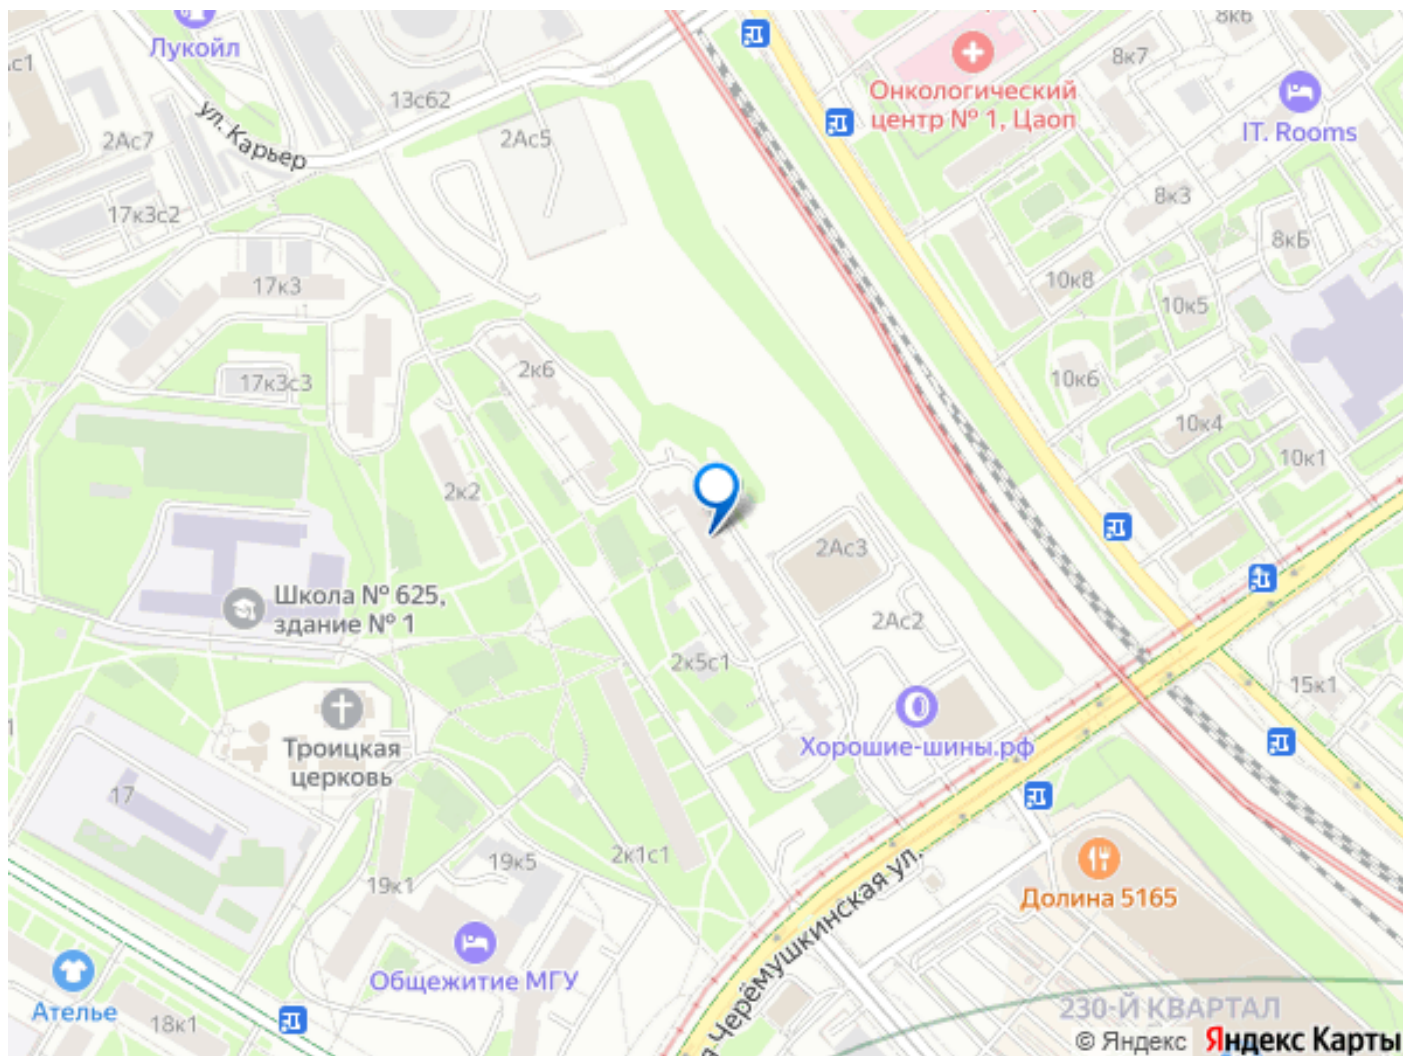 8к6
Лукойл
8к7
с1
Онкологический
центр № 1, Цаоп
13с62
IT. Rooms
2Ас7
ул. Карьер
2Ас5
8к3
17к3с2
8кБ
17к3
10к8
10к5
2к6
17к3с3
10к6
10к4
10к1
2к2
2Ас3
Школа № 625,
здание № 1
2Ас2
2к5с1
15к1
Троицкая
церковь
Хорошие-шины.рф
17
2к1с1
19к5
19к1
Черёмушкинская ул.
Долина 5165
Общежитие МГУ
Ателье
18к1
230-Й КВАРТАЛ
© Яндекс Яндекс Карты